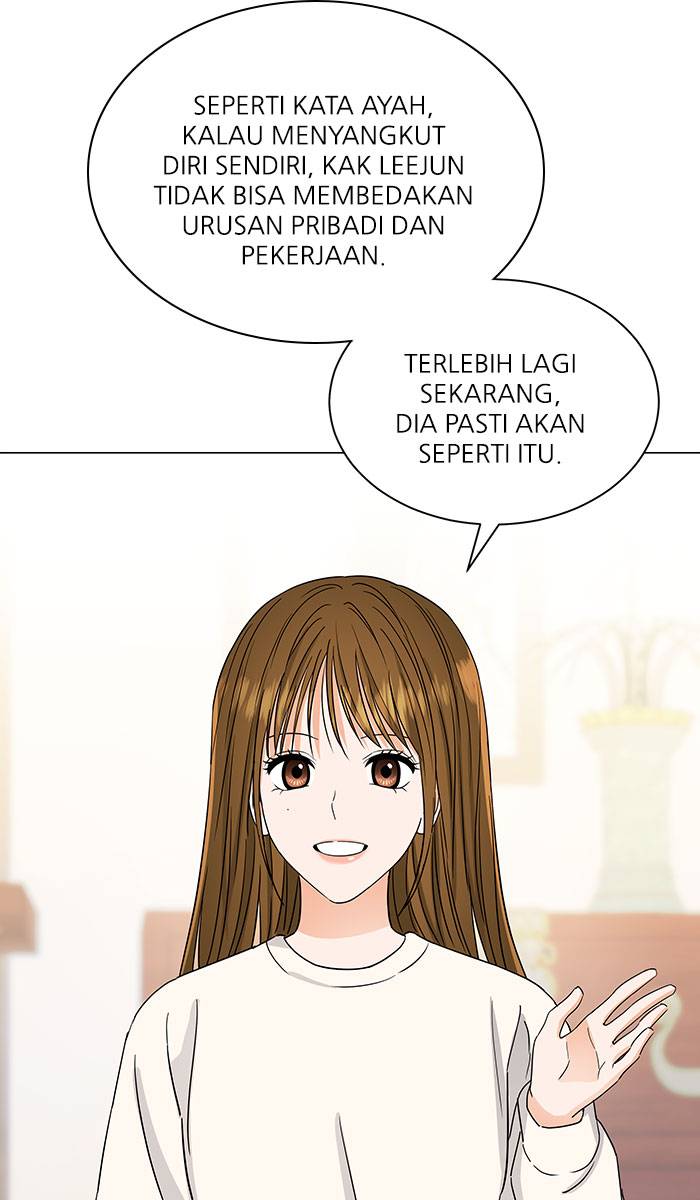 SEPERTI KATA AYAH,
KALAU MENYANGKUT
DIRI SENDIRI, KAK LEEJUN
TIDAK BISA MEMBEDAKAN
URUSAN PRIBADI DAN
PEKERJAAN.
TERLEBIH LAGI
SEKARANG,
DIA PASTI AKAN
SEPERTI ITU.